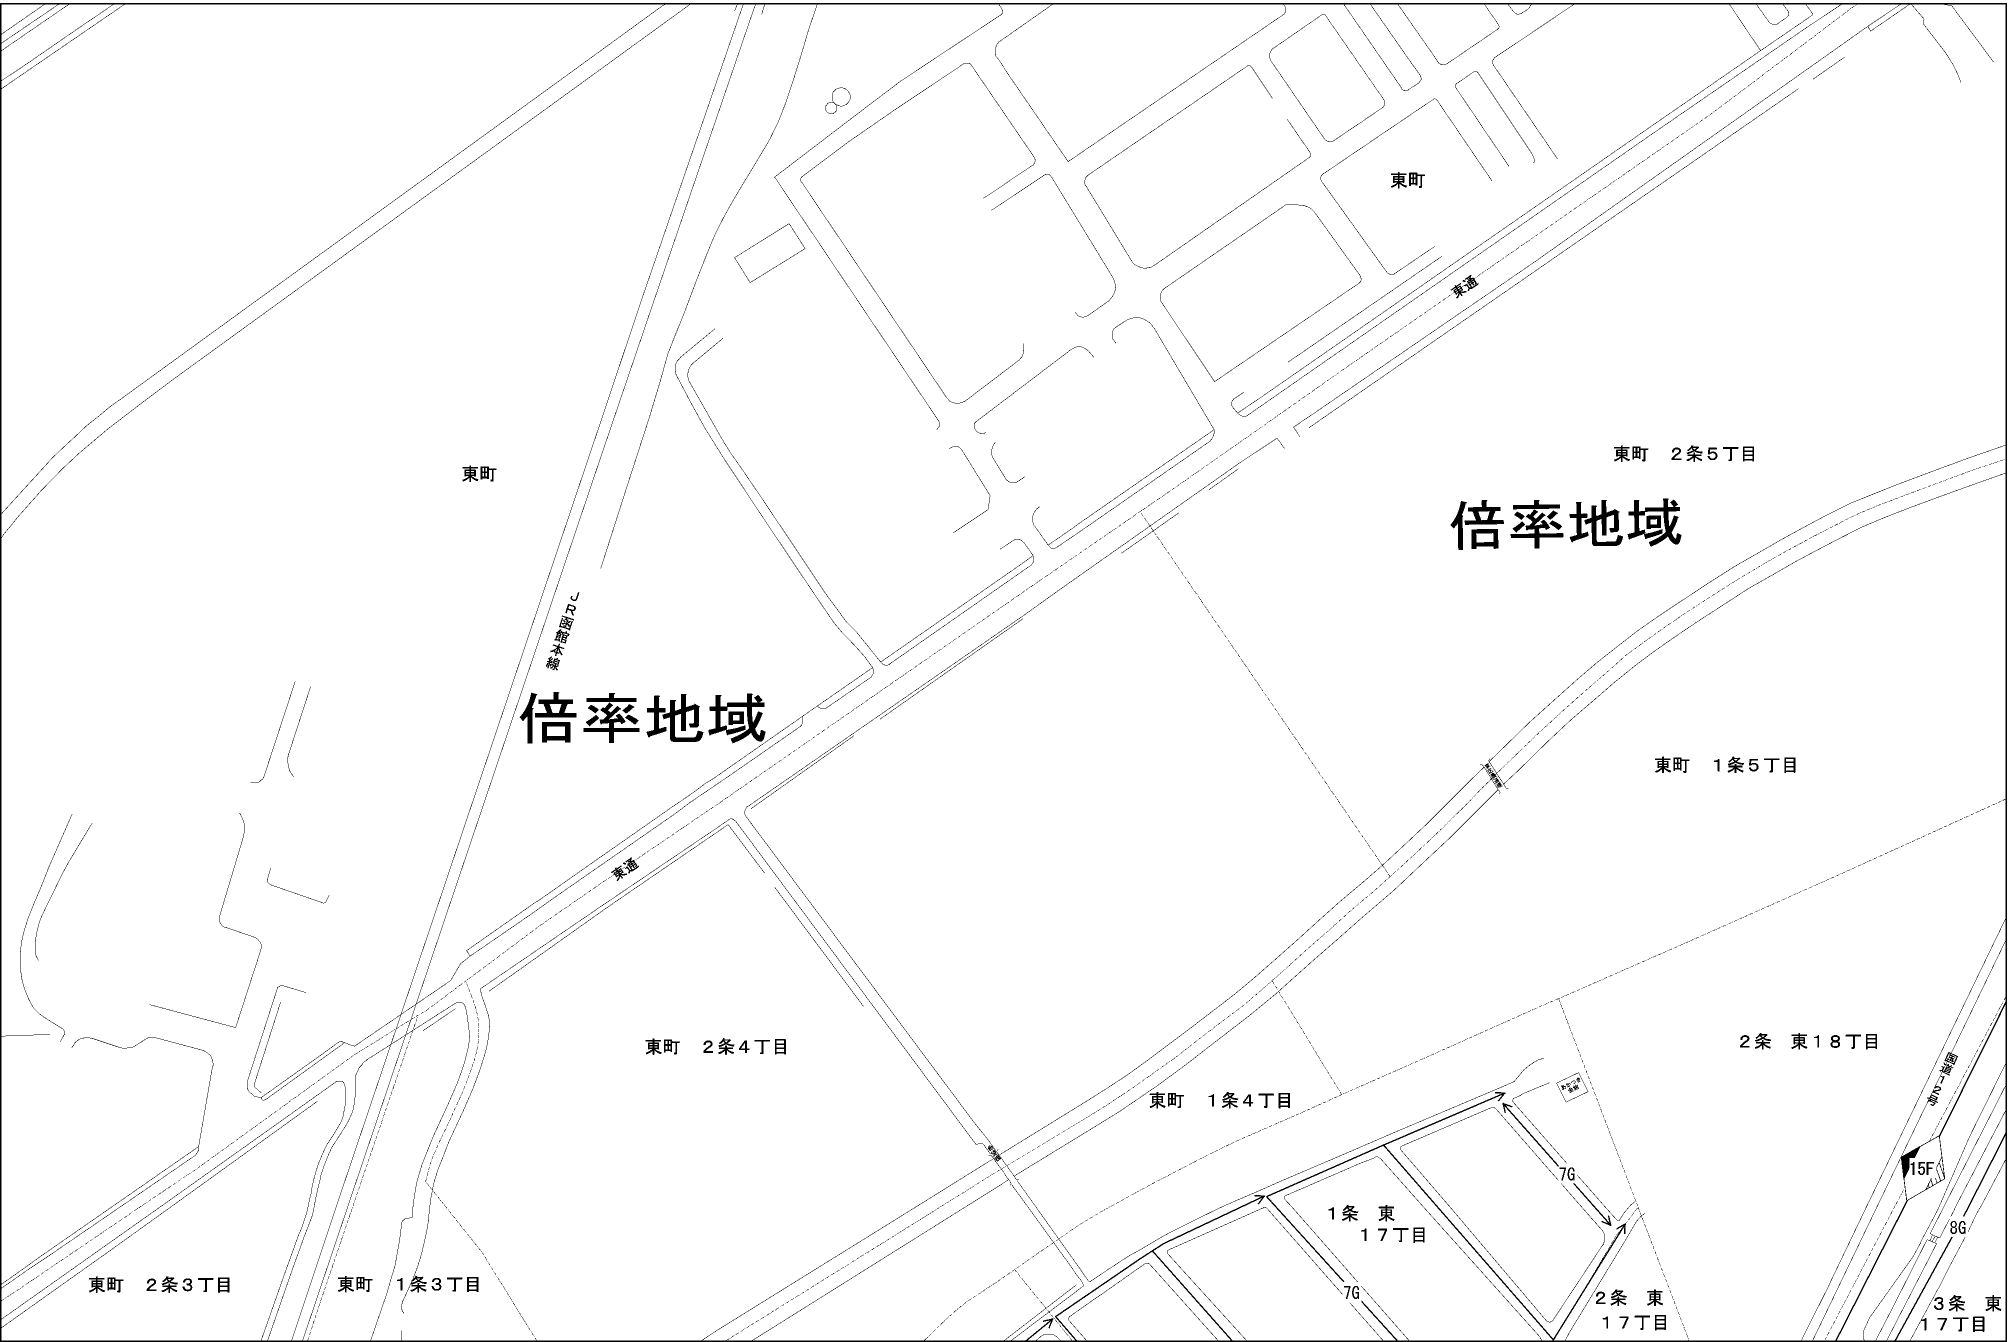 東町
東通
東町　２条５丁目
倍率地域
東町
ＪＲ函館本線
倍率地域
東町　１条５丁目
東通
東町　２条４丁目
２条　東１８丁目
国道１２号
東町　１条４丁目
15F
7G
１条　東
１７丁目
8G
東町　２条３丁目
東町　１条３丁目
7G
２条　東
１７丁目
３条　東
１７丁目